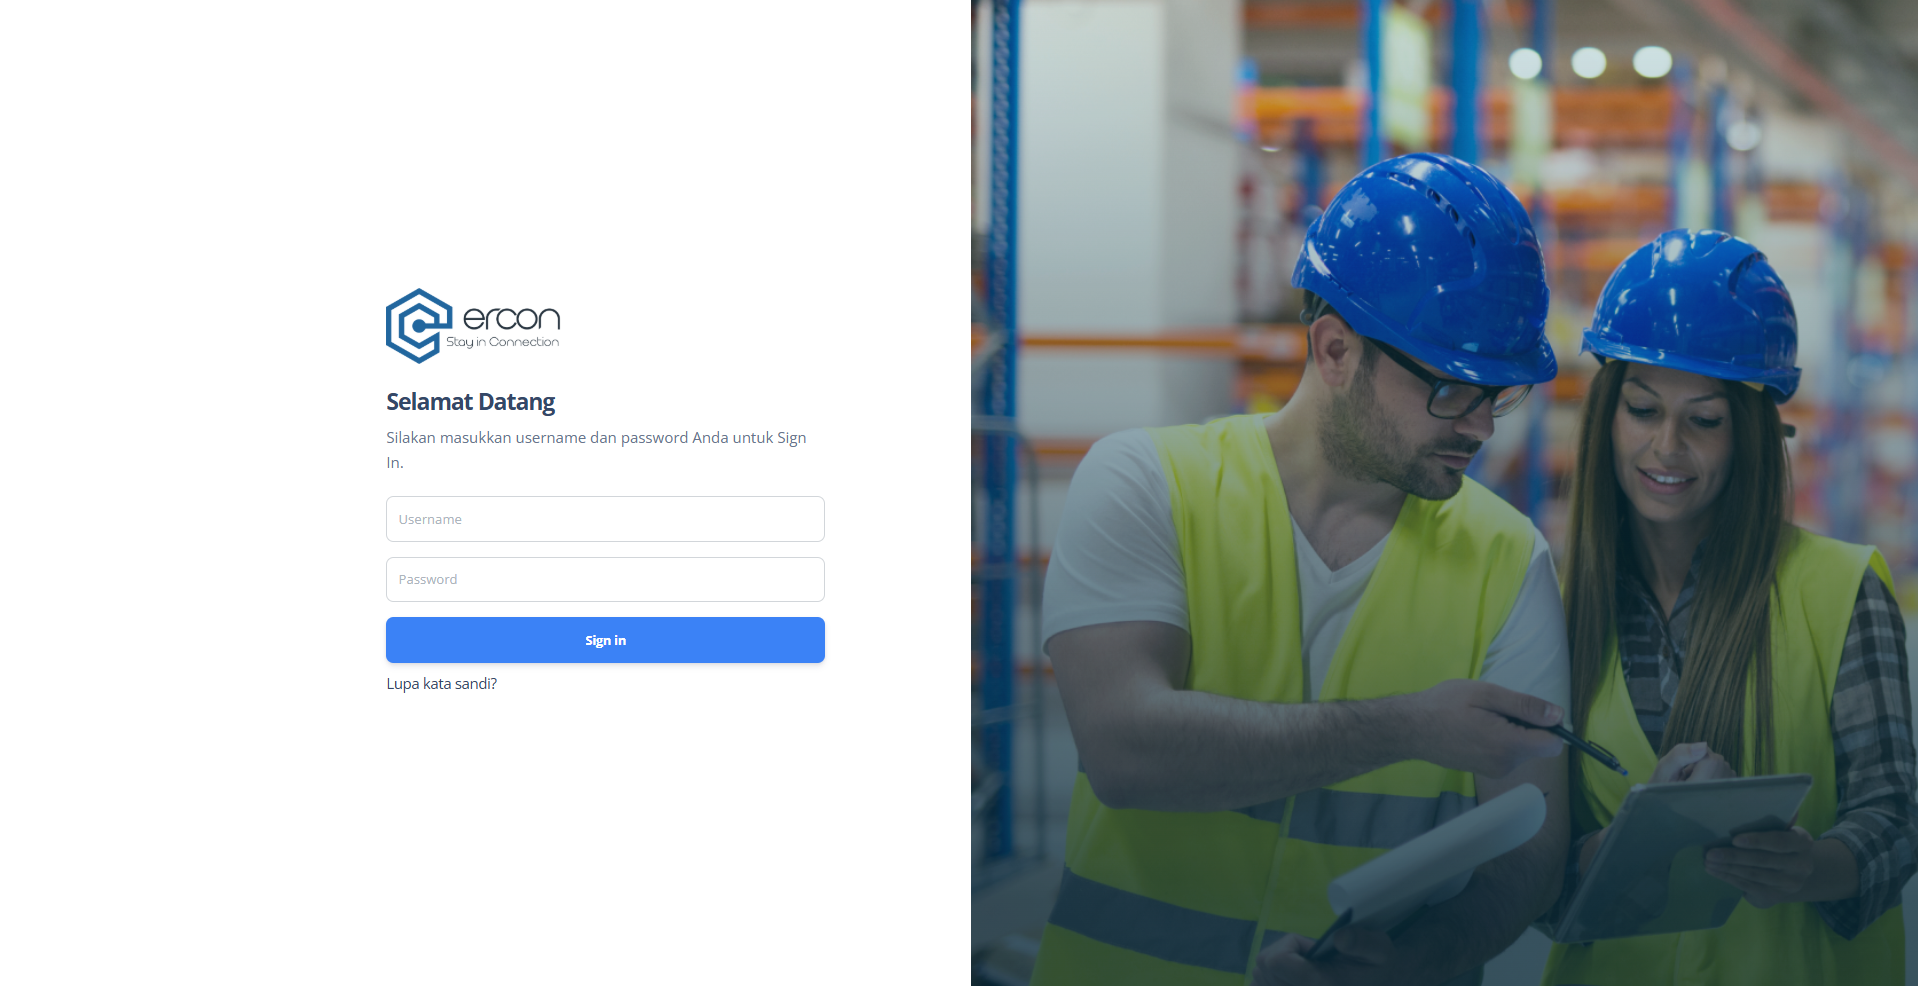 ercon
Stay in Connection
Selamat Datang
Silakan masukkan username dan password Anda untuk Sign
In.
Username
Password
Sign in
Lupa kata sandi?